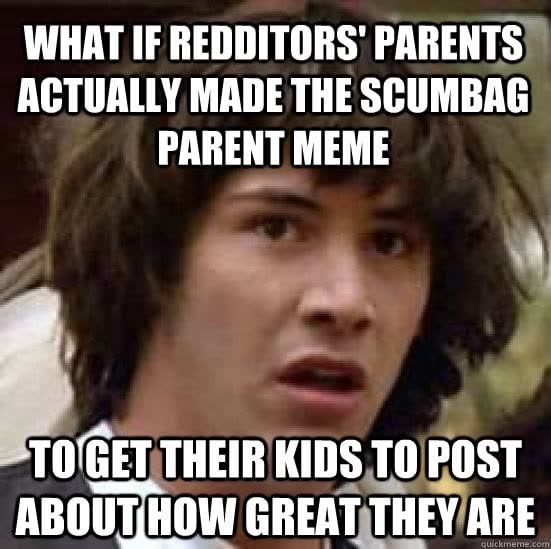 WHAT IF REDDITORS' PARENTS
ACTUALLY MADE THE SCUMBAG
PARENT MEME
TO GET THEIR KIDS TO POST
ABOUT HOW GREAT THEY ARE
quickmeme.com